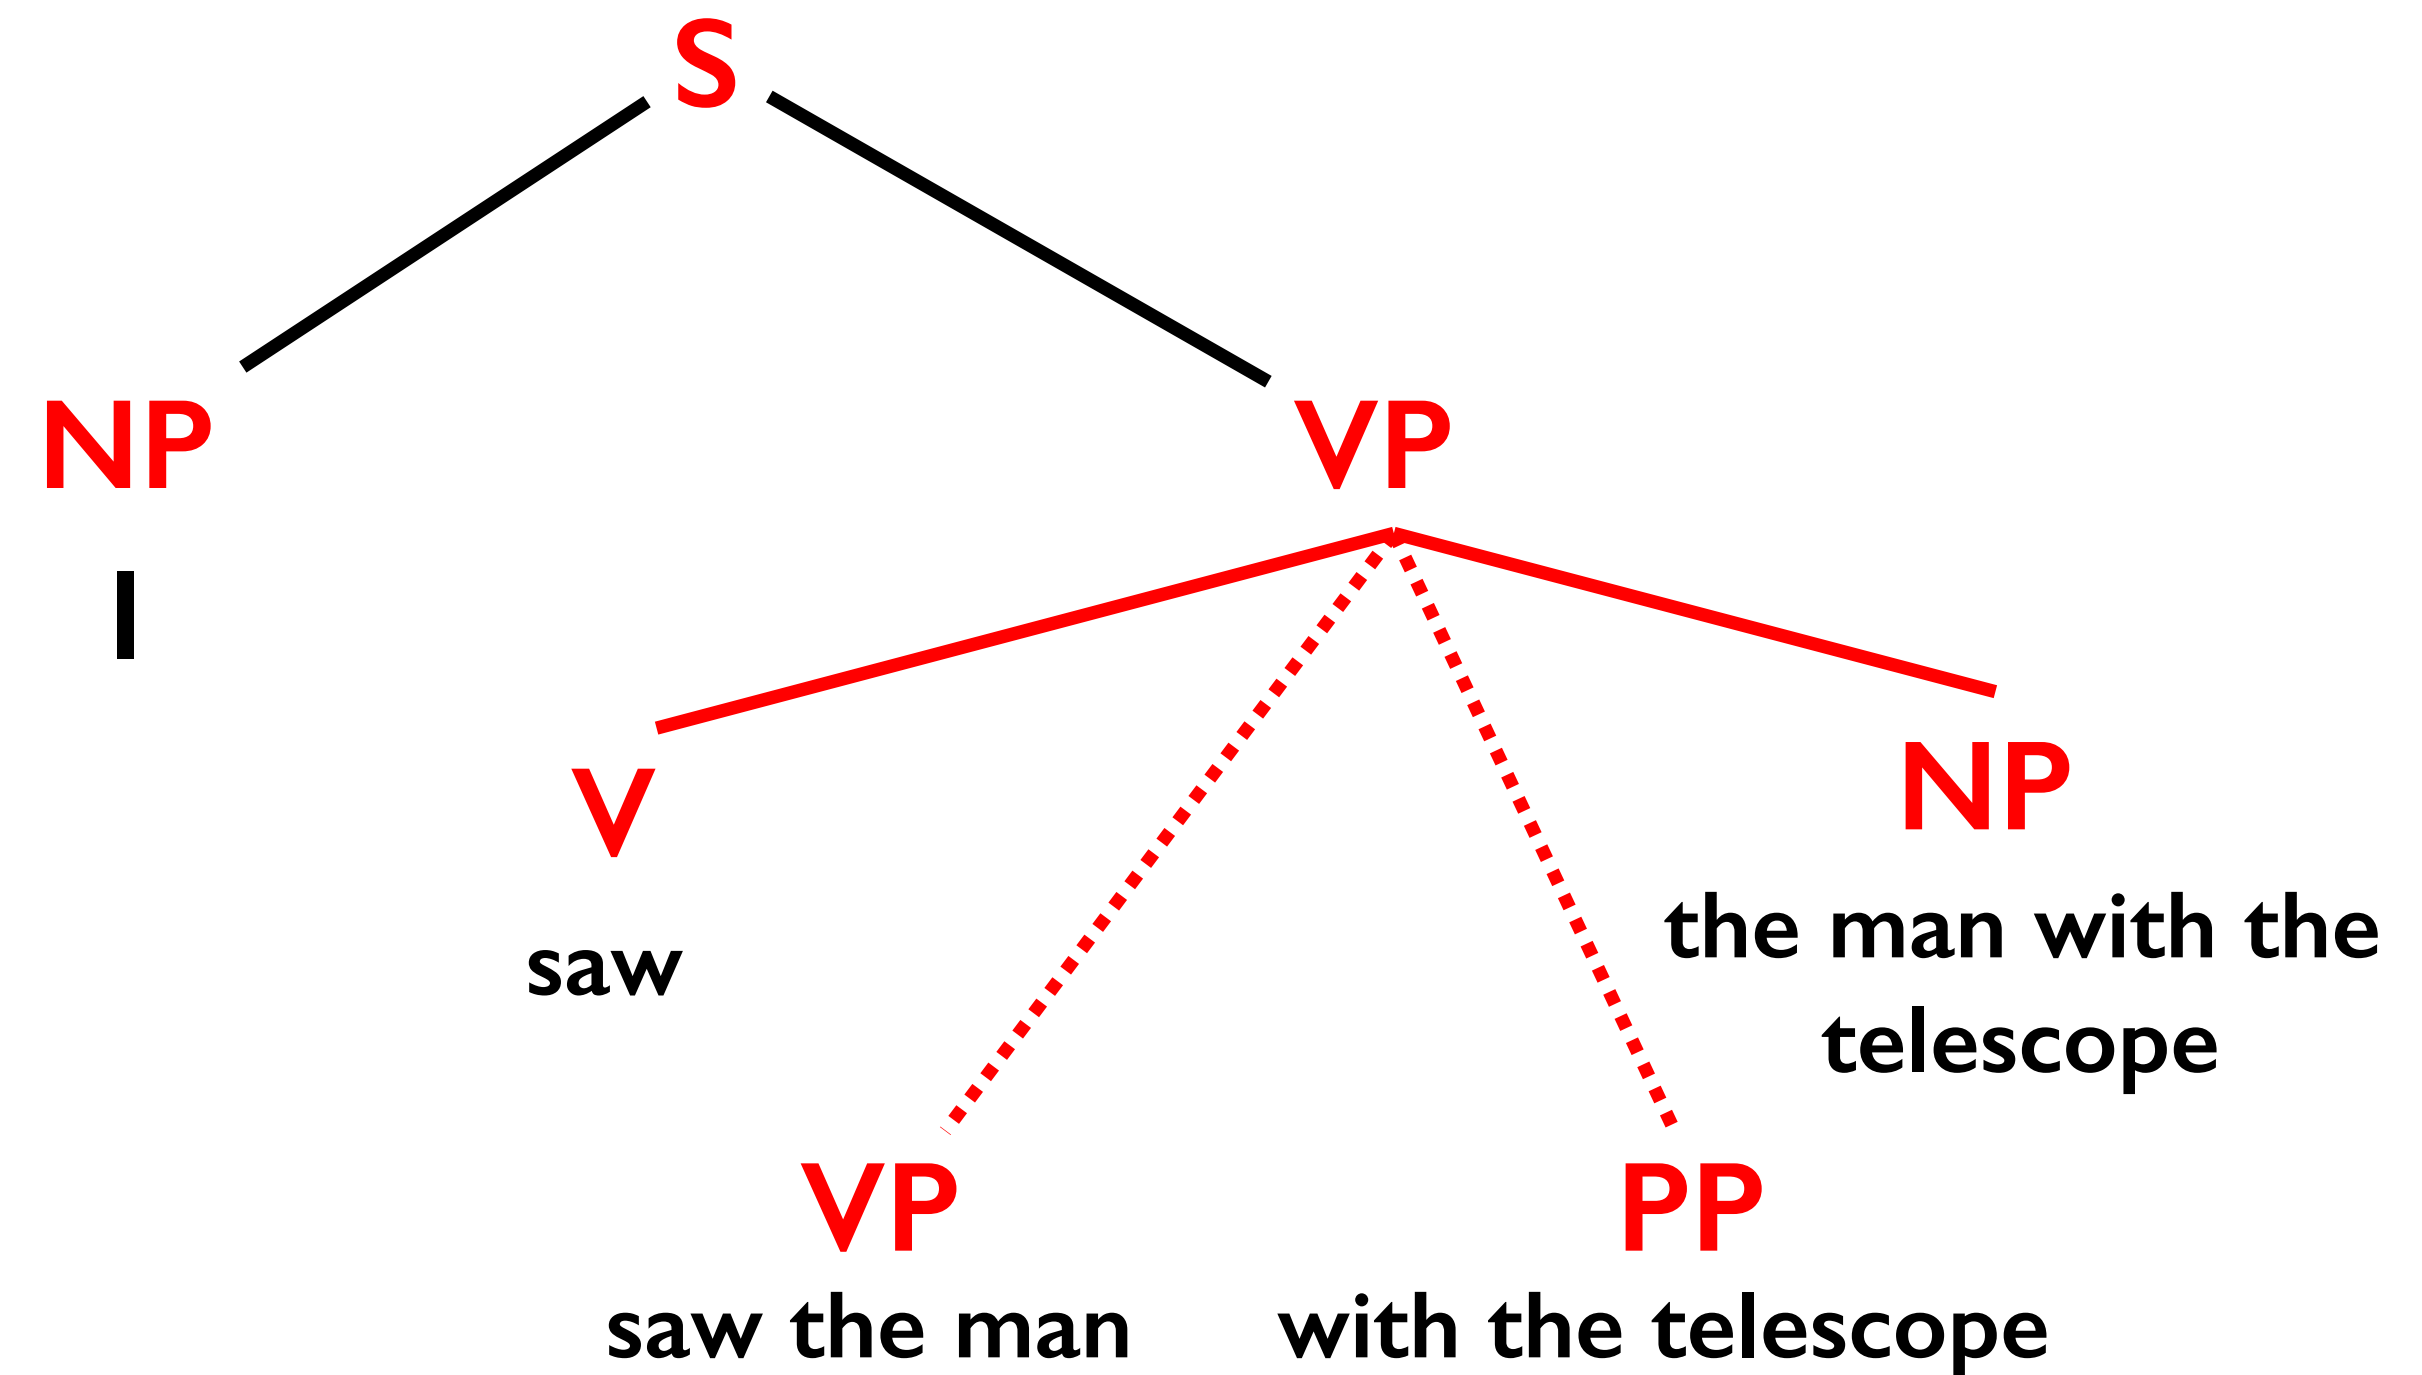 S
NP
VP
I
V
NP
saw
the man with the
telescope
VP
PP
saw the man
with the telescope